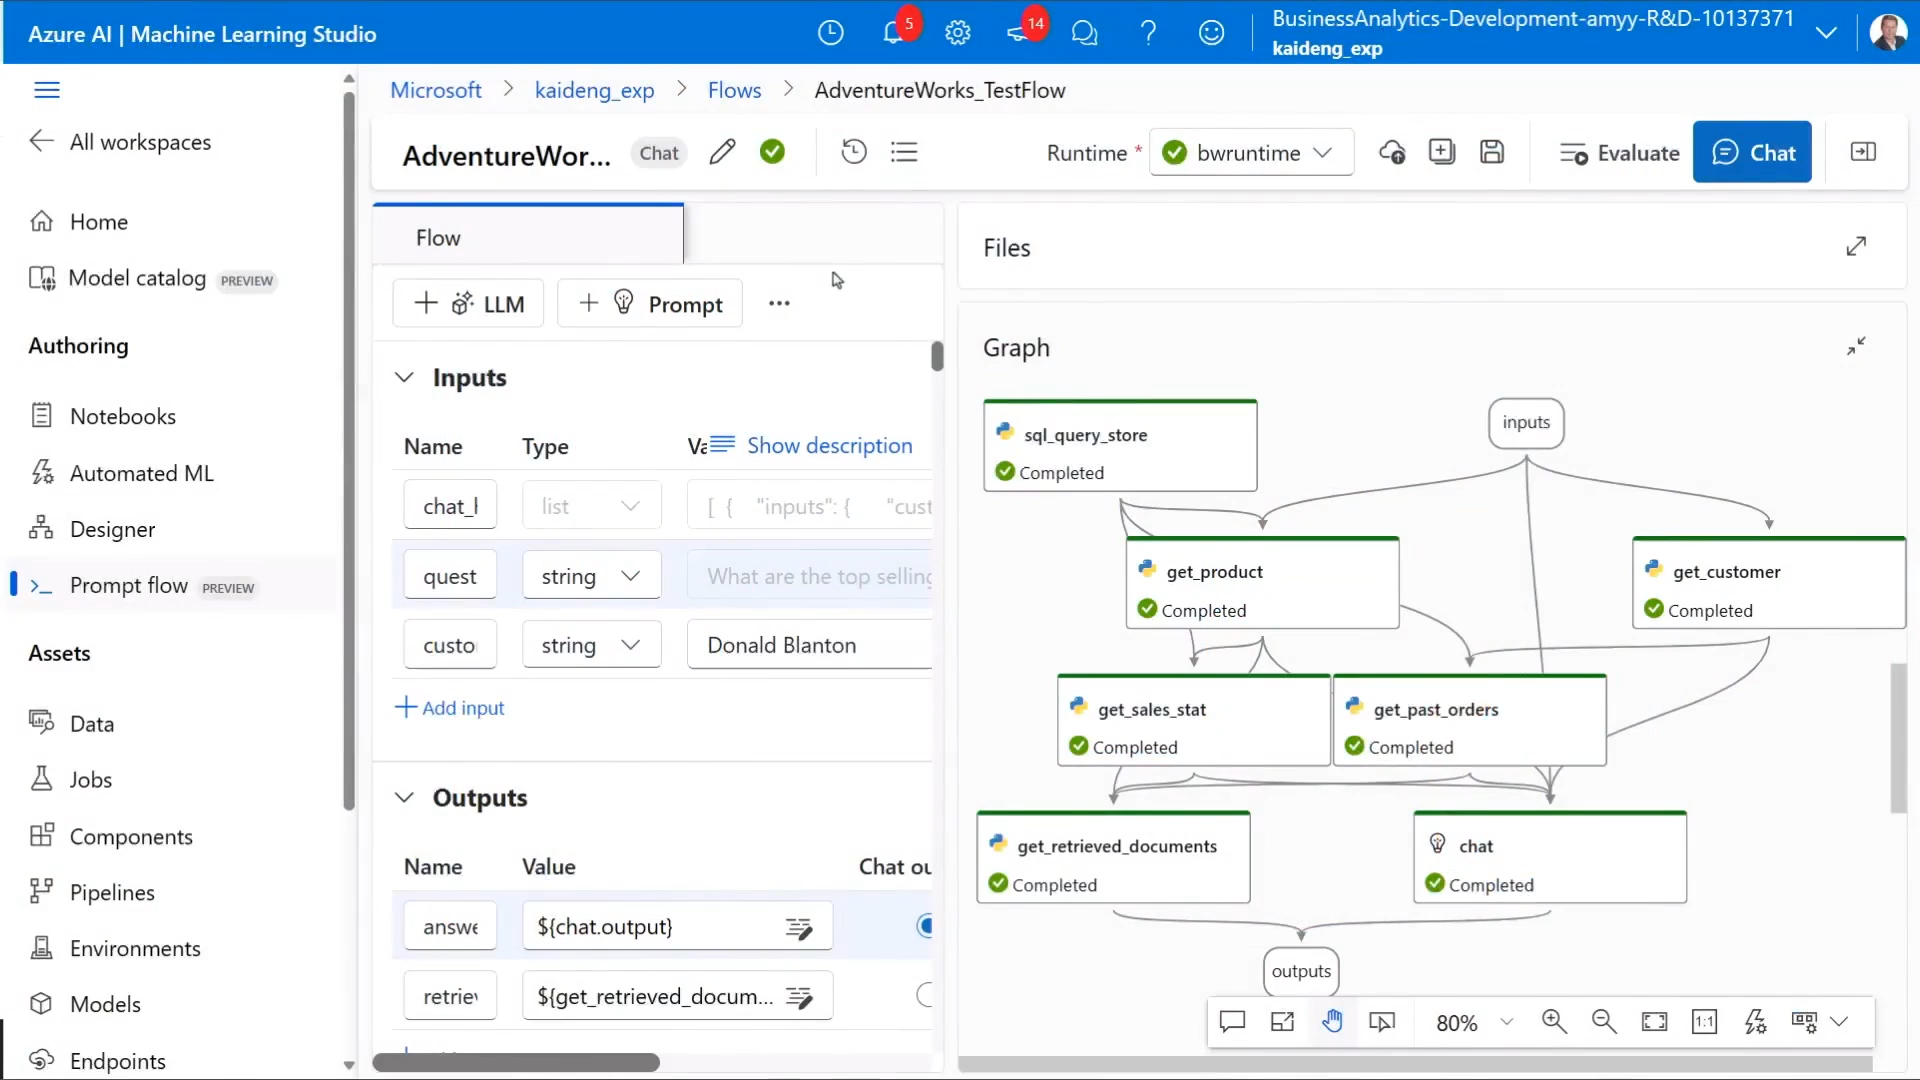 Azure AI | Machine Learning Studio
5
14
BusinessAnalytics-Development-amyy-R&D-10137371
kaideng_exp
All workspaces
Home
Model catalog PREVIEW
Authoring
Notebooks
Automated ML
Designer
Prompt flow PREVIEW
Assets
Data
Jobs
Components
Pipelines
Environments
Models
Endpoints
Microsoft > kaideng_exp > Flows > AdventureWorks_TestFlow
AdventureWor... Chat
Runtime * bwruntime
Evaluate
Chat
Flow
+ LLM
+ Prompt
...
Inputs
Name Type Va Show description
chat_h list [ { "inputs": { "cust
quest string What are the top selling
custo string Donald Blanton
+ Add input
Outputs
Name Value Chat ou
answe ${chat.output}
retriev ${get_retrieved_docum...
Files
Graph
sql_query_store
Completed
inputs
get_product
Completed
get_customer
Completed
get_sales_stat
Completed
get_past_orders
Completed
get_retrieved_documents
Completed
chat
Completed
outputs
80%
1:1